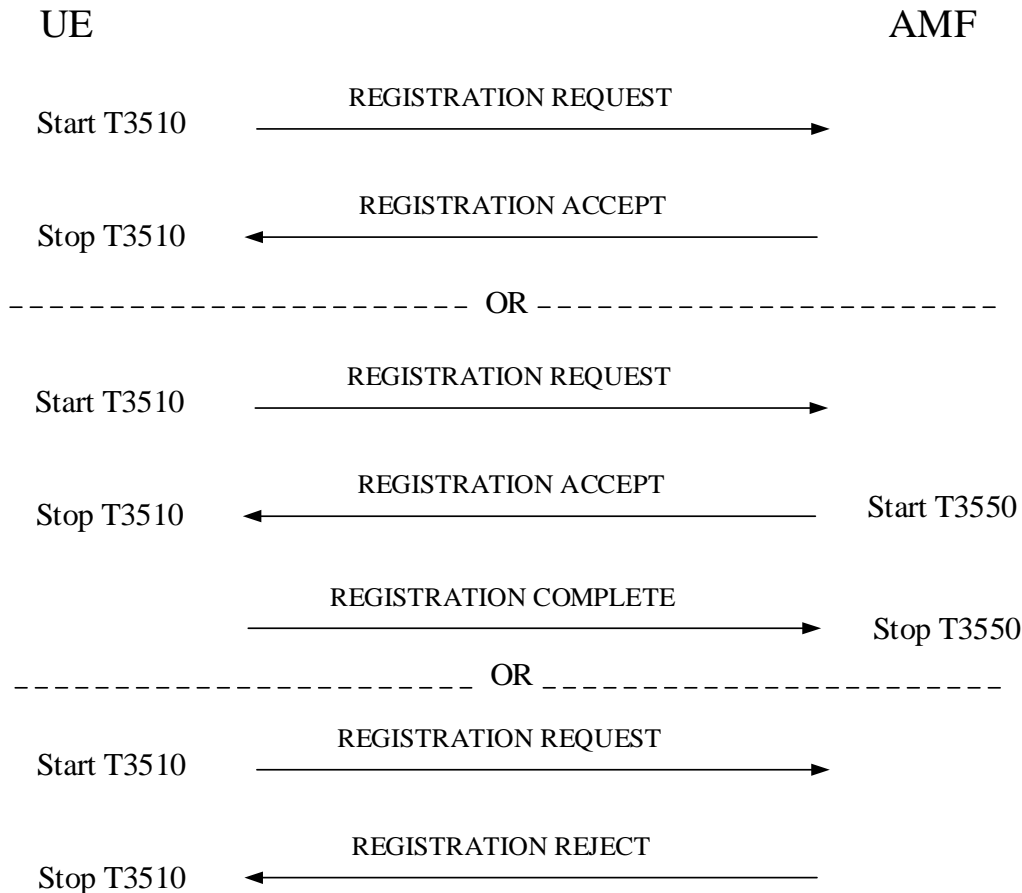 UE
AMF
REGISTRATION REQUEST
Start T3510
REGISTRATION ACCEPT
Stop T3510
OR
REGISTRATION REQUEST
Start T3510
REGISTRATION ACCEPT
Stop T3510
Start T3550
REGISTRATION COMPLETE
Stop T3550
OR
REGISTRATION REQUEST
Start T3510
REGISTRATION REJECT
Stop T3510